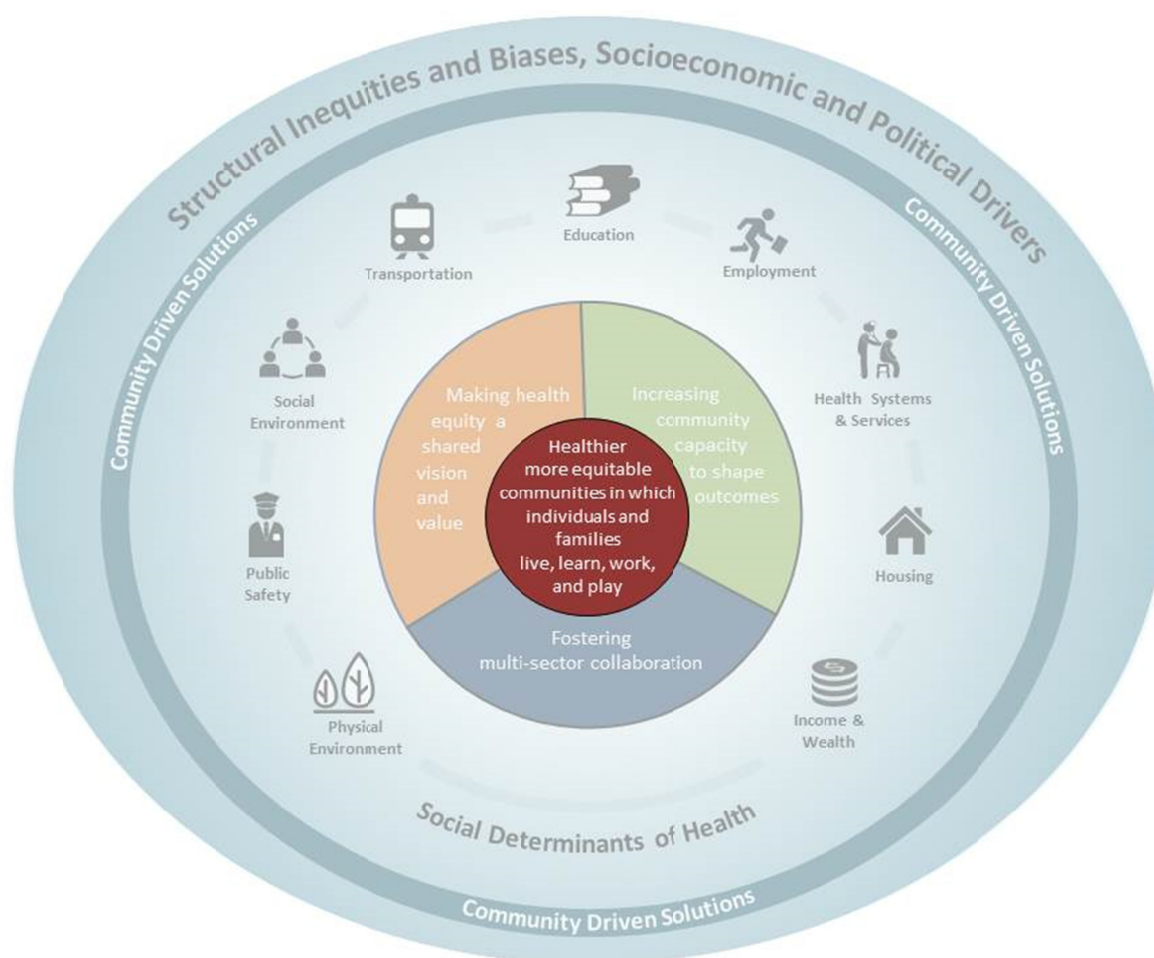 Structural Inequities and Biases, Socioeconomic and Political Drivers
Community Driven Solutions
Community Driven Solutions
Education
Transportation
Employment
Social
Environment
Health Systems
& Services
Public
Safety
Housing
Physical
Environment
Income &
Wealth
Making health
equity a
shared
vision
and
value
Increasing
community
capacity
to shape
outcomes
Healthier
more equitable
communities in which
individuals and
families
live, learn, work,
and play
Fostering
multi-sector collaboration
Social Determinants of Health
Community Driven Solutions